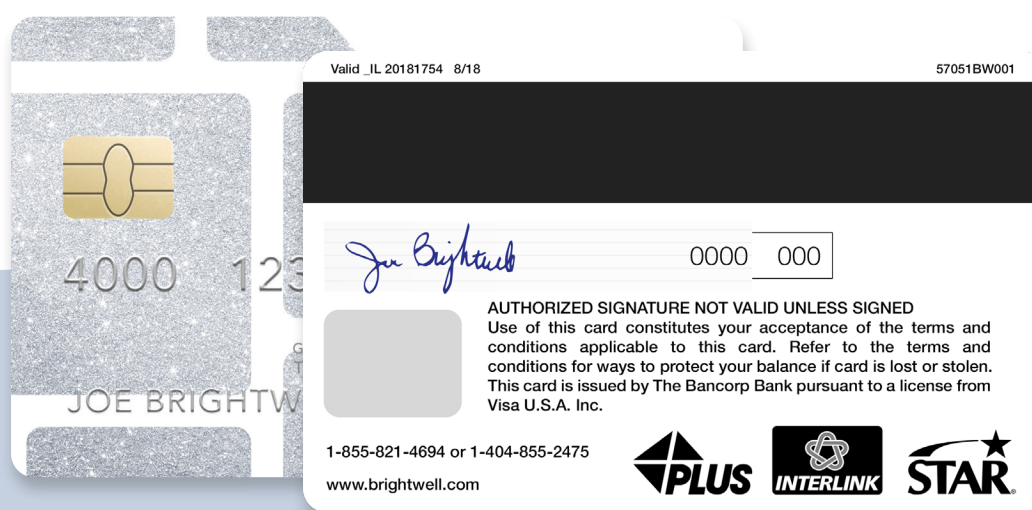 Valid _IL 20181754 8/18
57051BW001
Joe Brightwell
0000 000
4000 123
AUTHORIZED SIGNATURE NOT VALID UNLESS SIGNED
Use of this card constitutes your acceptance of the terms and
conditions applicable to this card. Refer to the terms and
conditions for ways to protect your balance if card is lost or stolen.
This card is issued by The Bancorp Bank pursuant to a license from
Visa U.S.A. Inc.
G
T
JOE BRIGHTW
1-855-821-4694 or 1-404-855-2475
www.brightwell.com
PLUS
INTERLINK
STAR